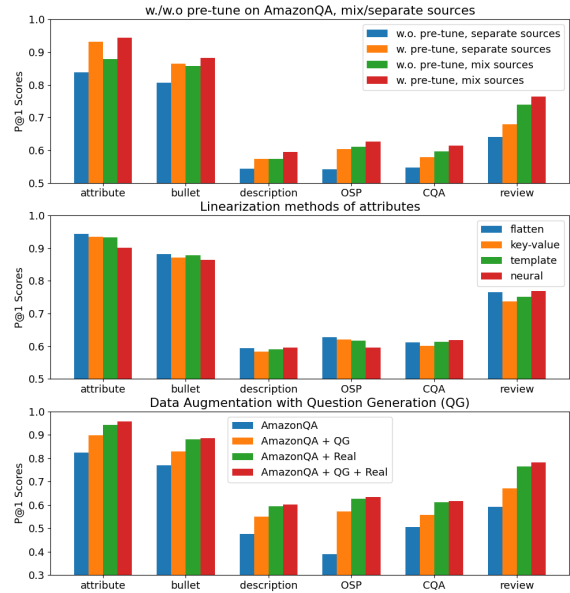 w./w.o pre-tune on AmazonQA, mix/separate sources
P@1 Scores
1.0
0.9
0.8
0.7
0.6
0.5
w.o. pre-tune, separate sources
w. pre-tune, separate sources
w.o. pre-tune, mix sources
w. pre-tune, mix sources
attribute bullet description OSP CQA review
Linearization methods of attributes
P@1 Scores
1.0
0.9
0.8
0.7
0.6
0.5
flatten
key-value
template
neural
attribute bullet description OSP CQA review
Data Augmentation with Question Generation (QG)
P@1 Scores
1.0
0.9
0.8
0.7
0.6
0.5
0.4
0.3
AmazonQA
AmazonQA + QG
AmazonQA + Real
AmazonQA + QG + Real
attribute bullet description OSP CQA review